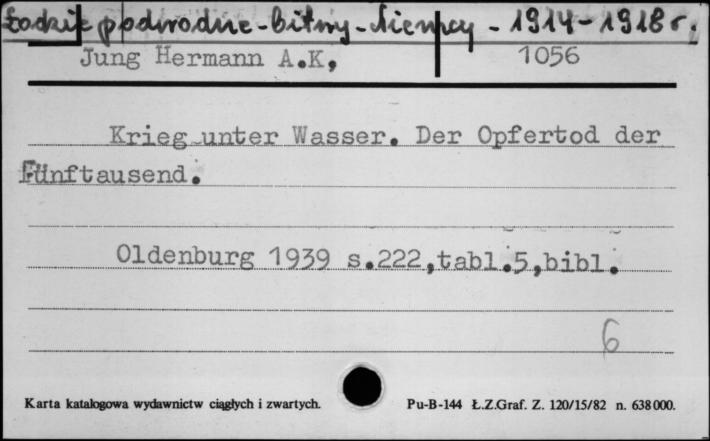 Łodzie podwodne - bitwy - Niemcy - 1914-1918 r.
Jung Hermann A.K, 1056
Krieg unter Wasser. Der Opfertod der
Fünftausend.
Oldenburg 1939 s.222,tabl.5,bibl.
6
Karta katalogowa wydawnictw ciągłych i zwartych. Pu-B-144 Ł.Z.Graf. Z. 120/15/82 n. 638000.